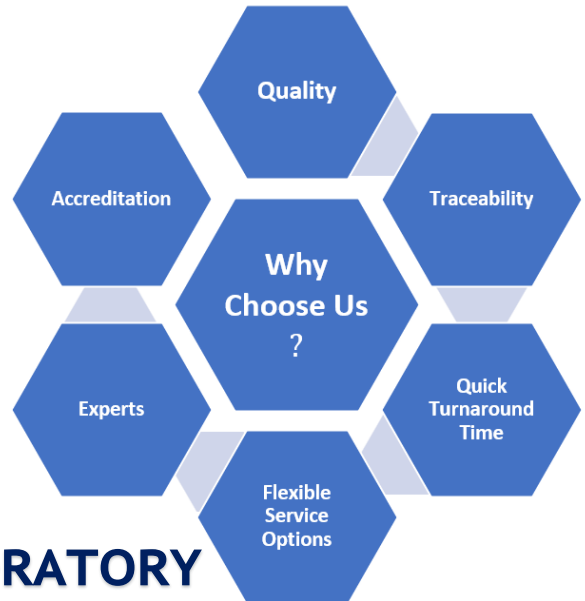 Quality
Accreditation
Traceability
Why
Choose Us
?
Experts
Quick
Turnaround
Time
Flexible
Service
Options
RATORY